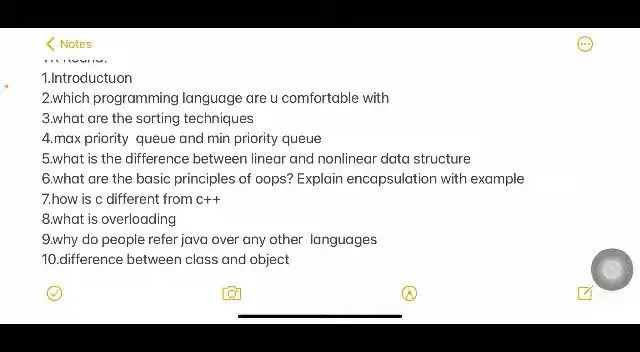 Notes
1.Introductuon
2.which programming language are u comfortable with
3.what are the sorting techniques
4.max priority queue and min priority queue
5.what is the difference between linear and nonlinear data structure
6.what are the basic principles of oops? Explain encapsulation with example
7.how is c different from c++
8.what is overloading
9.why do people refer java over any other languages
10.difference between class and object